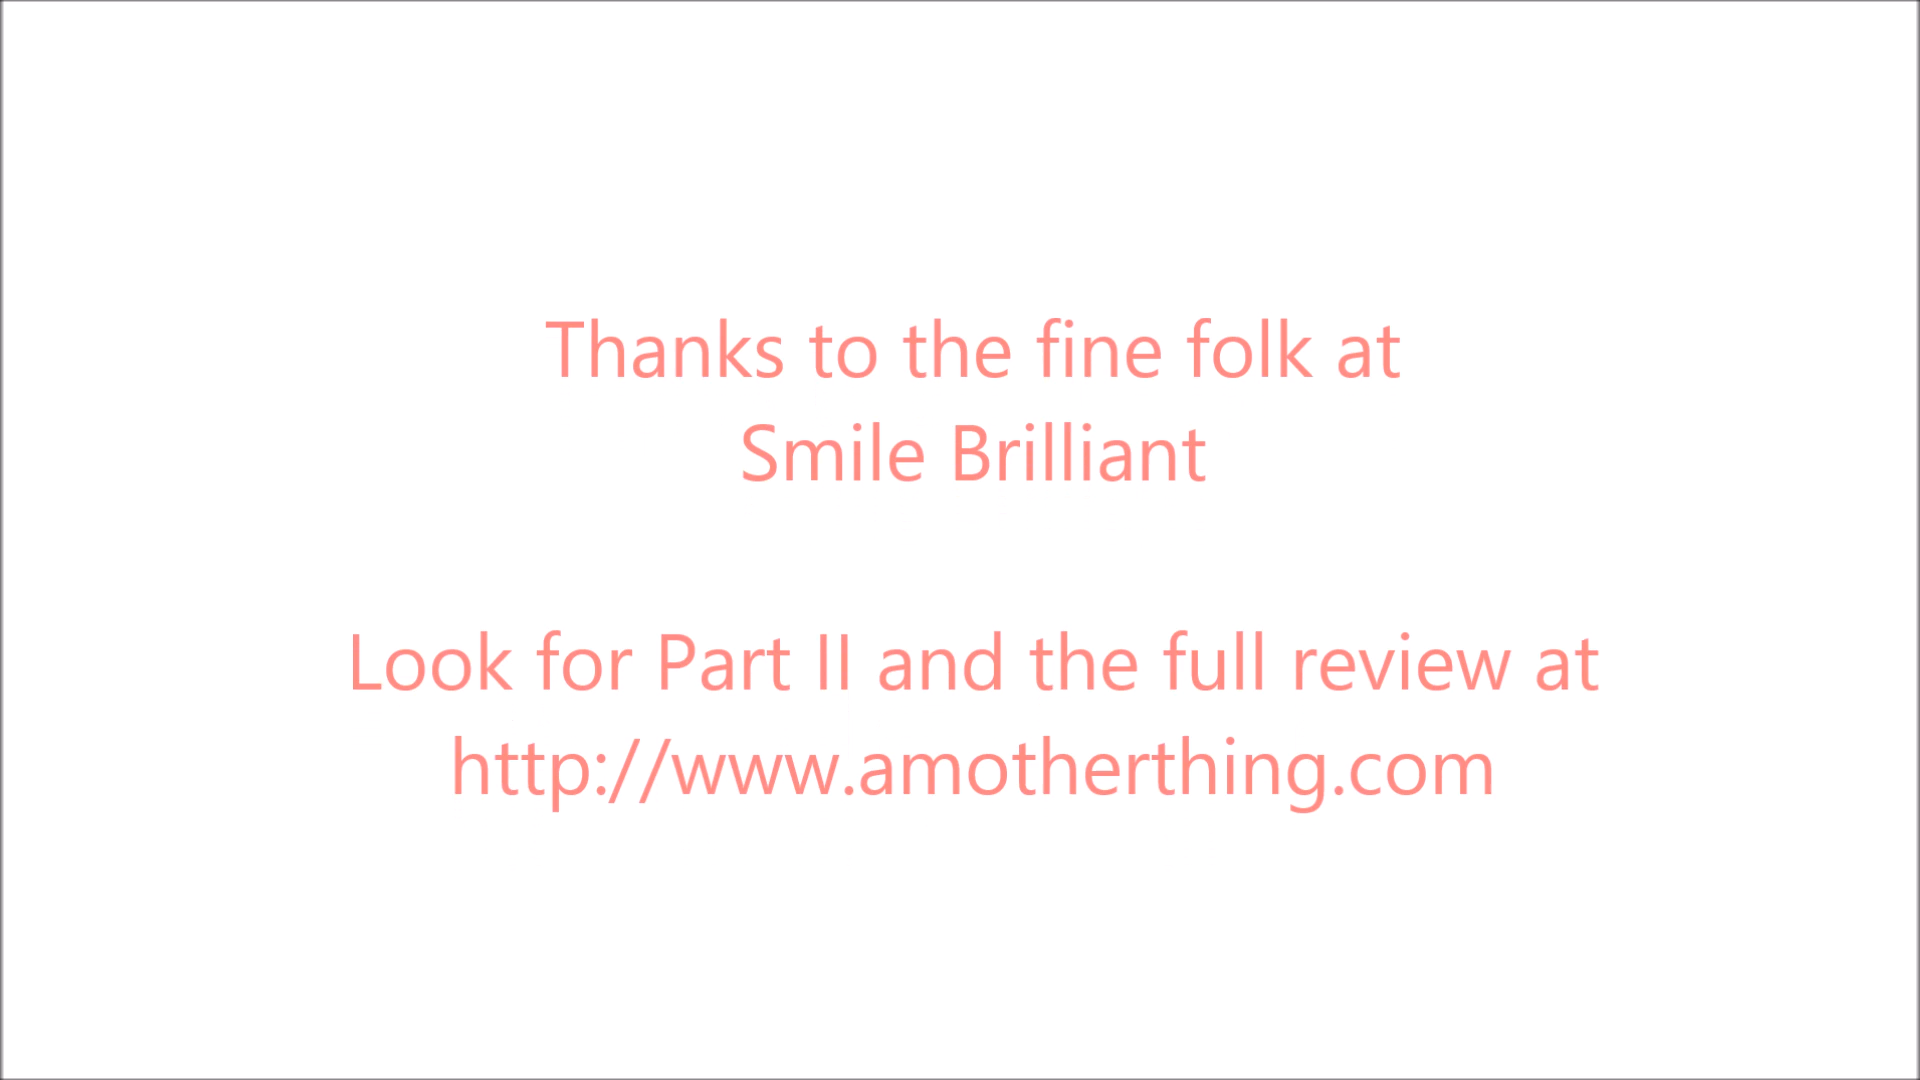 Thanks to the fine folk at
Smile Brilliant
Look for Part II and the full review at
http://www.amotherthing.com